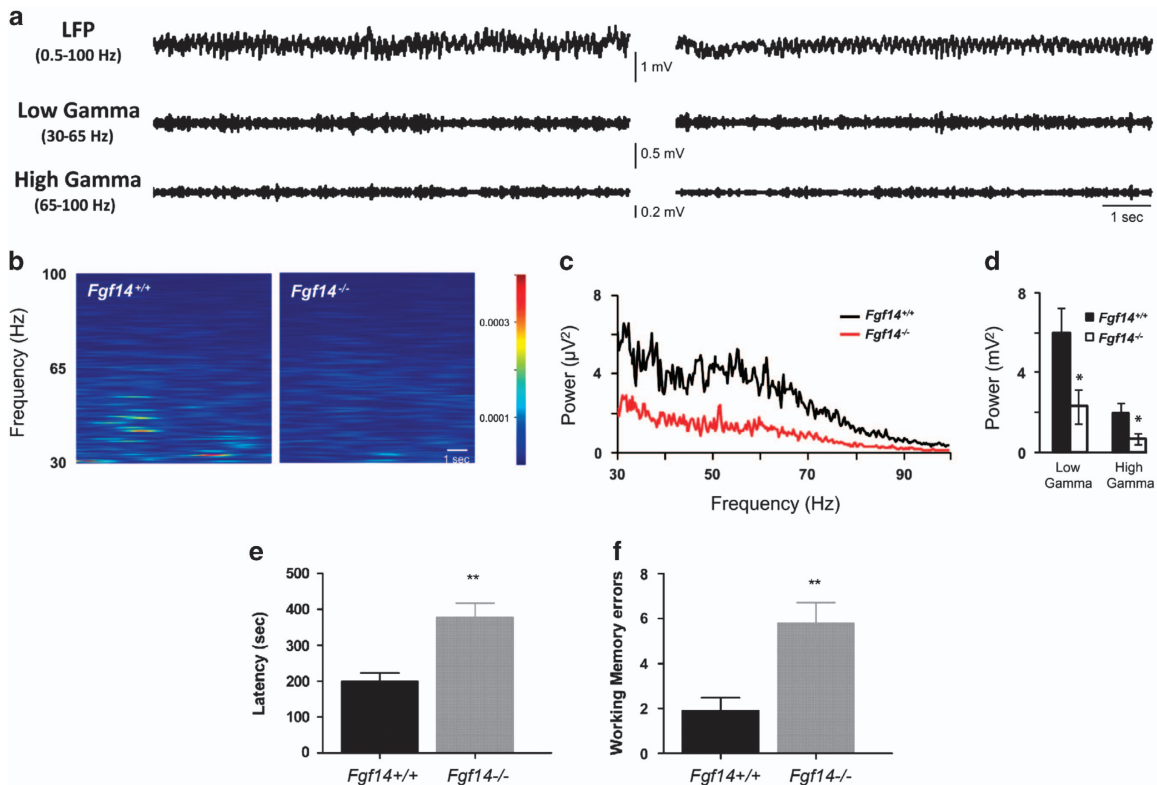 a
LFP
(0.5-100 Hz)
1 mV
Low Gamma
(30-65 Hz)
0.5 mV
High Gamma
(65-100 Hz)
0.2 mV
1 sec
b
Frequency (Hz)
100
65
30
Fgf14+/+
Fgf14-/-
1 sec
0.0003
0.0001
c
Power (µV²)
8
4
0
Fgf14+/+
Fgf14-/-
30
50
70
90
Frequency (Hz)
d
Power (mV²)
8
4
0
Fgf14+/+
Fgf14-/-
*
*
Low
Gamma
High
Gamma
e
Latency (sec)
500
400
300
200
100
0
**
Fgf14+/+
Fgf14-/-
f
Working Memory errors
8
6
4
2
0
**
Fgf14+/+
Fgf14-/-